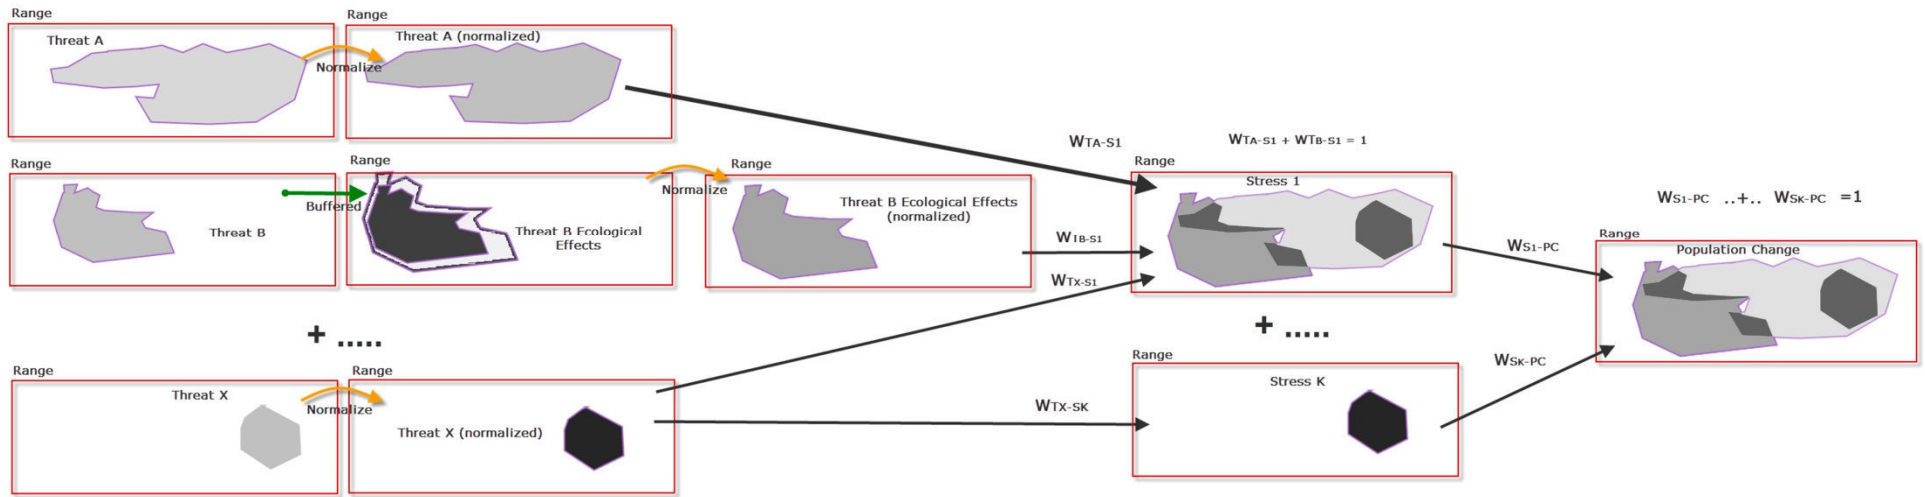 Range
Threat A
Normalize
Range
Threat A (normalized)
WTA-S1
WTA-S1 + WTB-S1 = 1
Range
Threat B
Buffered
Range
Threat B Ecological
Effects
Normalize
Range
Threat B Ecological Effects
(normalized)
WTB-S1
WTX-S1
Range
Stress 1
WS1-PC ..+.. WSK-PC =1
WS1-PC
Range
Population Change
+ .....
+ .....
Range
Threat X
Normalize
Range
Threat X (normalized)
WTX-SK
Range
Stress K
WSK-PC